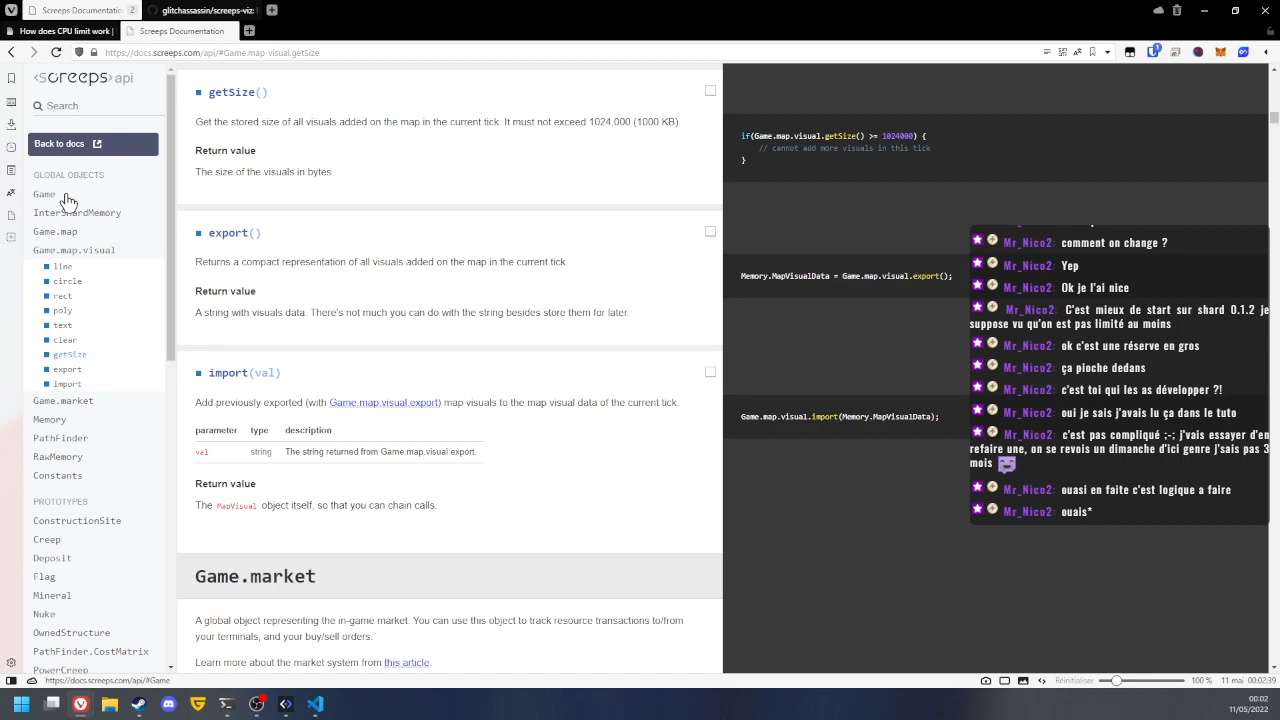 Screeps Documentation
2
glitchassassin/screeps-viz:
How does CPU limit work |
Screeps Documentation
https://docs.screeps.com/api/#Game.map-visual.getSize
<screeps>api
Search
Back to docs
GLOBAL OBJECTS
Game
InterShardMemory
Game.map
Game.map.visual
line
circle
rect
poly
text
clear
getSize
export
import
Game.market
Memory
PathFinder
RawMemory
Constants
PROTOTYPES
ConstructionSite
Creep
Deposit
Flag
Mineral
Nuke
OwnedStructure
PathFinder.CostMatrix
PowerCreep
getSize()
Get the stored size of all visuals added on the map in the current tick. It must not exceed 1024,000 (1000 KB).
Return value
The size of the visuals in bytes.
export()
Returns a compact representation of all visuals added on the map in the current tick.
Return value
A string with visuals data. There's not much you can do with the string besides store them for later.
import(val)
Add previously exported (with Game.map.visual.export) map visuals to the map visual data of the current tick.
parameter type description
val string The string returned from Game.map.visual.export.
Return value
The MapVisual object itself, so that you can chain calls.
Game.market
A global object representing the in-game market. You can use this object to track resource transactions to/from
your terminals, and your buy/sell orders.
Learn more about the market system from this article.
if(Game.map.visual.getSize() >= 1024000) {
// cannot add more visuals in this tick
}
Memory.MapVisualData = Game.map.visual.export();
Game.map.visual.import(Memory.MapVisualData);
Mr_Nico2: comment on change ?
Mr_Nico2: Yep
Mr_Nico2: Ok je l'ai nice
Mr_Nico2: C'est mieux de start sur shard 0.1.2 je
suppose vu qu'on est pas limité au moins
Mr_Nico2: ok c'est une réserve en gros
Mr_Nico2: ça pioche dedans
Mr_Nico2: c'est toi qui les as développer ?!
Mr_Nico2: oui je sais j'avais lu ça dans le tuto
Mr_Nico2: c'est pas compliqué ;-; j'vais essayer d'en
refaire une, on se revois un dimanche d'ici genre j'sais pas 3
mois
Mr_Nico2: ouasi en faite c'est logique a faire
Mr_Nico2: ouais*
https://docs.screeps.com/api/#Game
Réinitialiser
100 %
11 mai 00:02:39
00:02
11/05/2022